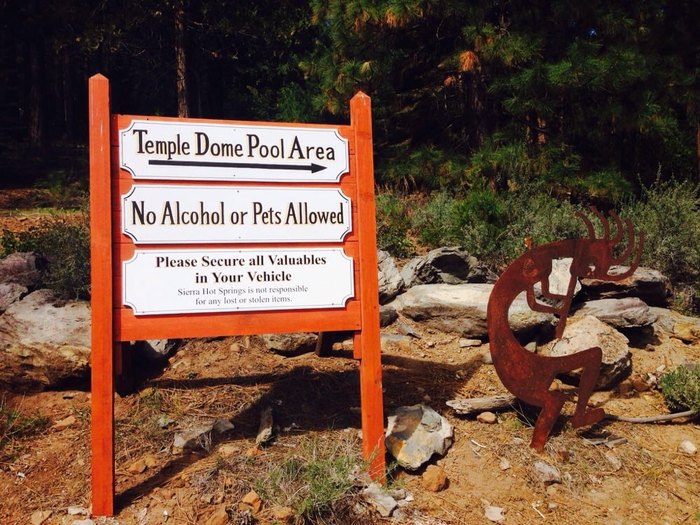 Temple Dome Pool Area
No Alcohol or Pets Allowed
Please Secure all Valuables
in Your Vehicle
Sierra Hot Springs is not responsible
for any lost or stolen items.